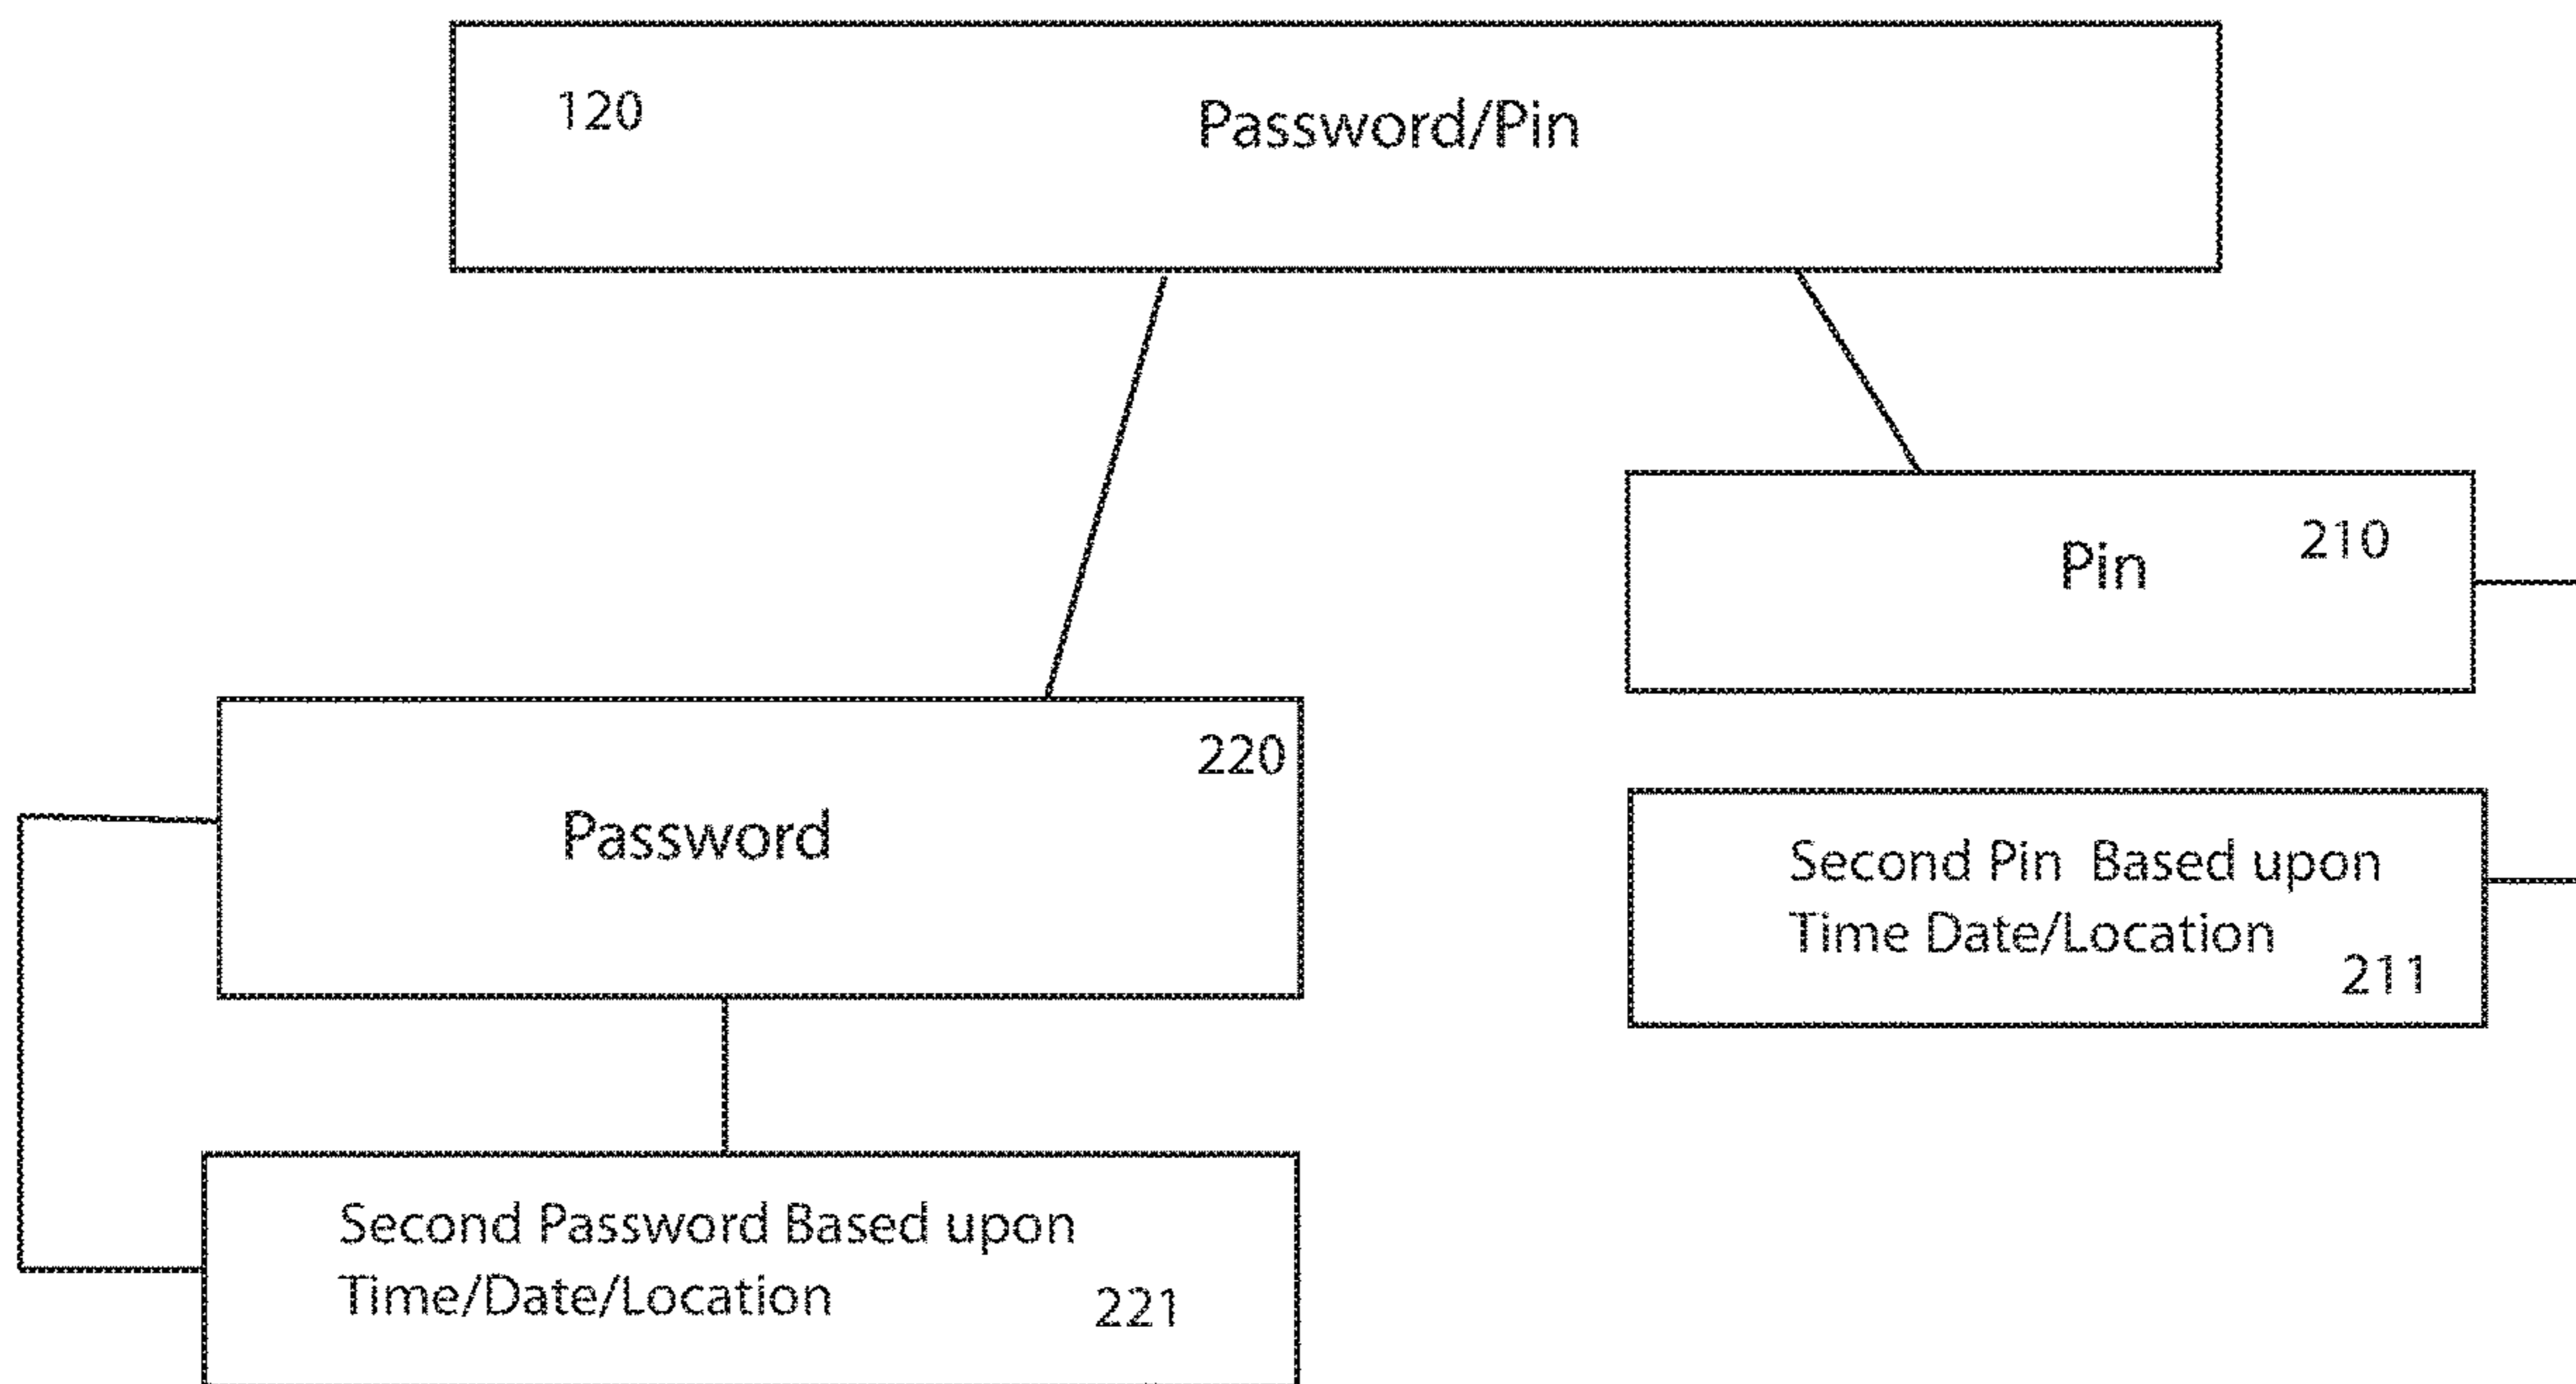 120
Password/Pin
210
Pin
220
Password
Second Pin  Based upon
Time Date/Location
211
Second Password Based upon
Time/Date/Location
221